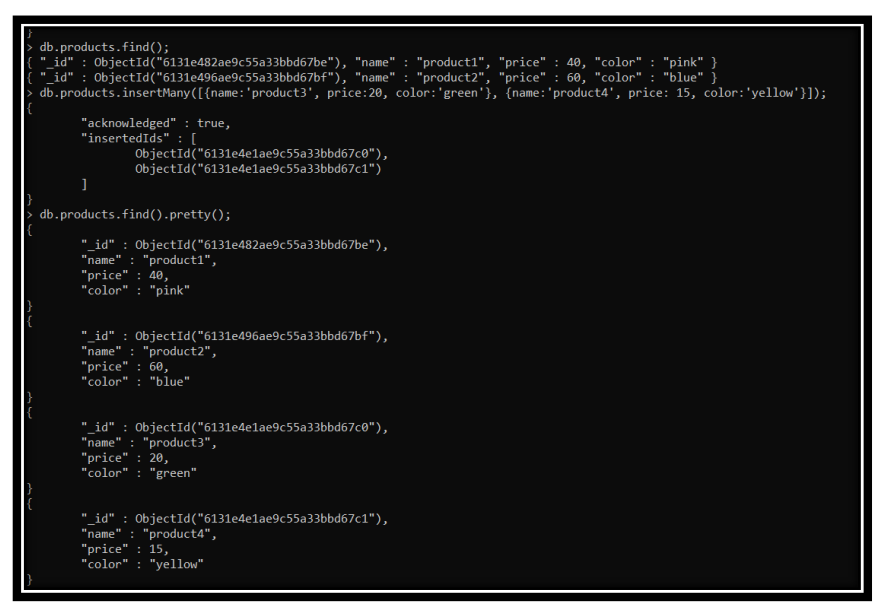 }
> db.products.find();
{ "_id" : ObjectId("6131e482ae9c55a33bbd67be"), "name" : "product1", "price" : 40, "color" : "pink" }
{ "_id" : ObjectId("6131e496ae9c55a33bbd67bf"), "name" : "product2", "price" : 60, "color" : "blue" }
> db.products.insertMany([{name:'product3', price:20, color:'green'}, {name:'product4', price: 15, color:'yellow'}]);
{
        "acknowledged" : true,
        "insertedIds" : [
                ObjectId("6131e4e1ae9c55a33bbd67c0"),
                ObjectId("6131e4e1ae9c55a33bbd67c1")
        ]
}
> db.products.find().pretty();
{
        "_id" : ObjectId("6131e482ae9c55a33bbd67be"),
        "name" : "product1",
        "price" : 40,
        "color" : "pink"
}
{
        "_id" : ObjectId("6131e496ae9c55a33bbd67bf"),
        "name" : "product2",
        "price" : 60,
        "color" : "blue"
}
{
        "_id" : ObjectId("6131e4e1ae9c55a33bbd67c0"),
        "name" : "product3",
        "price" : 20,
        "color" : "green"
}
{
        "_id" : ObjectId("6131e4e1ae9c55a33bbd67c1"),
        "name" : "product4",
        "price" : 15,
        "color" : "yellow"
}